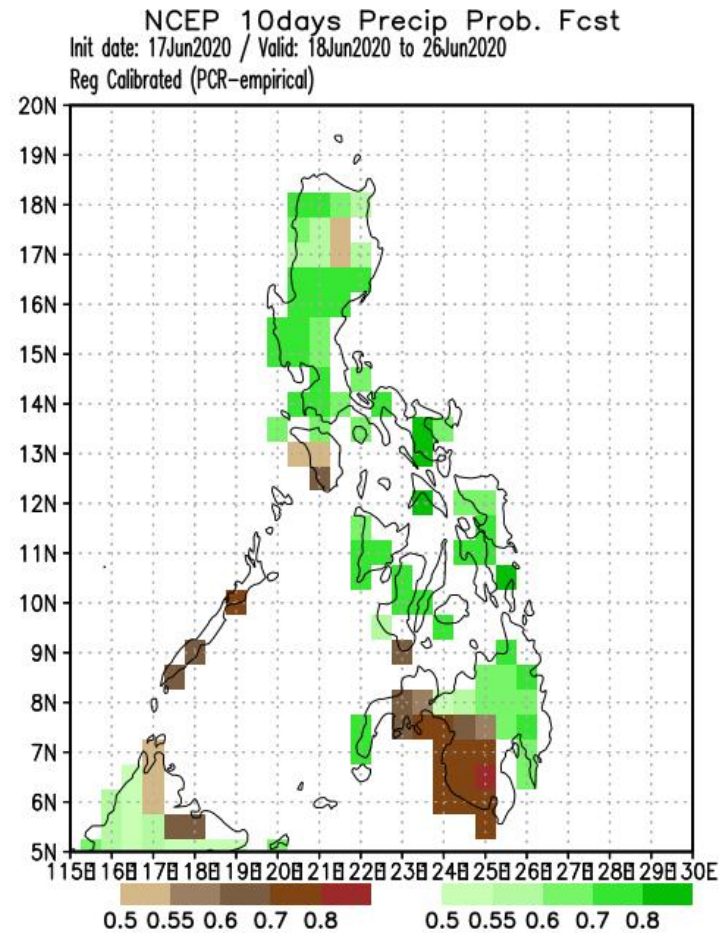 NCEP 10days Precip Prob. Fcst
Init date: 17Jun2020 / Valid: 18Jun2020 to 26Jun2020
Reg Calibrated (PCR-empirical)
20N
19N
18N
17N
16N
15N
14N
13N
12N
11N
10N
9N
8N
7N
6N
5N
115E 116E 117E 118E 119E 120E 121E 122E 123E 124E 125E 126E 127E 128E 129E 130E
0.5 0.55 0.6 0.7 0.8 0.5 0.55 0.6 0.7 0.8